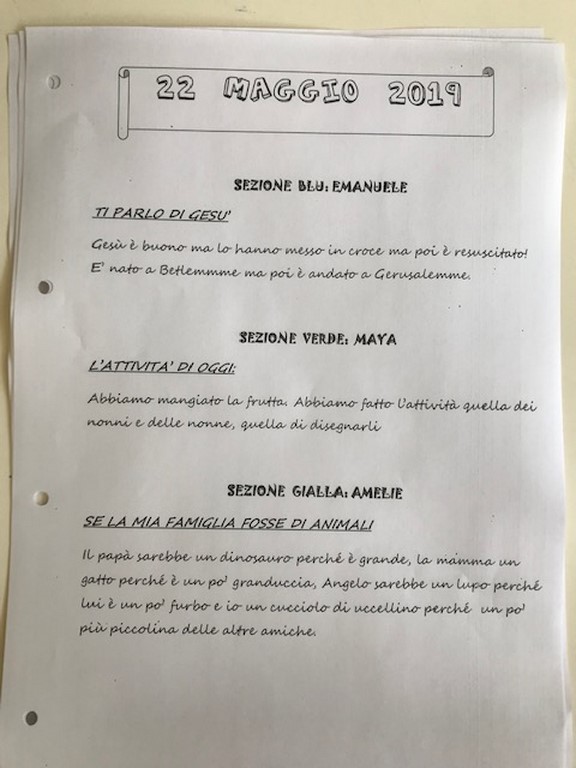 22 MAGGIO 2019
SEZIONE BLU: EMANUELE
TI PARLO DI GESU'
Gesù è buono ma lo hanno messo in croce ma poi è resuscitato!
E' nato a Betlemmme ma poi è andato a Gerusalemme.
SEZIONE VERDE: MAYA
L'ATTIVITA' DI OGGI:
Abbiamo mangiato la frutta. Abbiamo fatto l'attività quella dei
nonni e delle nonne, quella di disegnarli
SEZIONE GIALLA: AMELIE
SE LA MIA FAMIGLIA FOSSE DI ANIMALI
Il papà sarebbe un dinosauro perché è grande, la mamma un
gatto perché è un po' granduccia, Angelo sarebbe un lupo perché
lui è un po' furbo e io un cucciolo di uccellino perché un po'
più piccolina delle altre amiche.